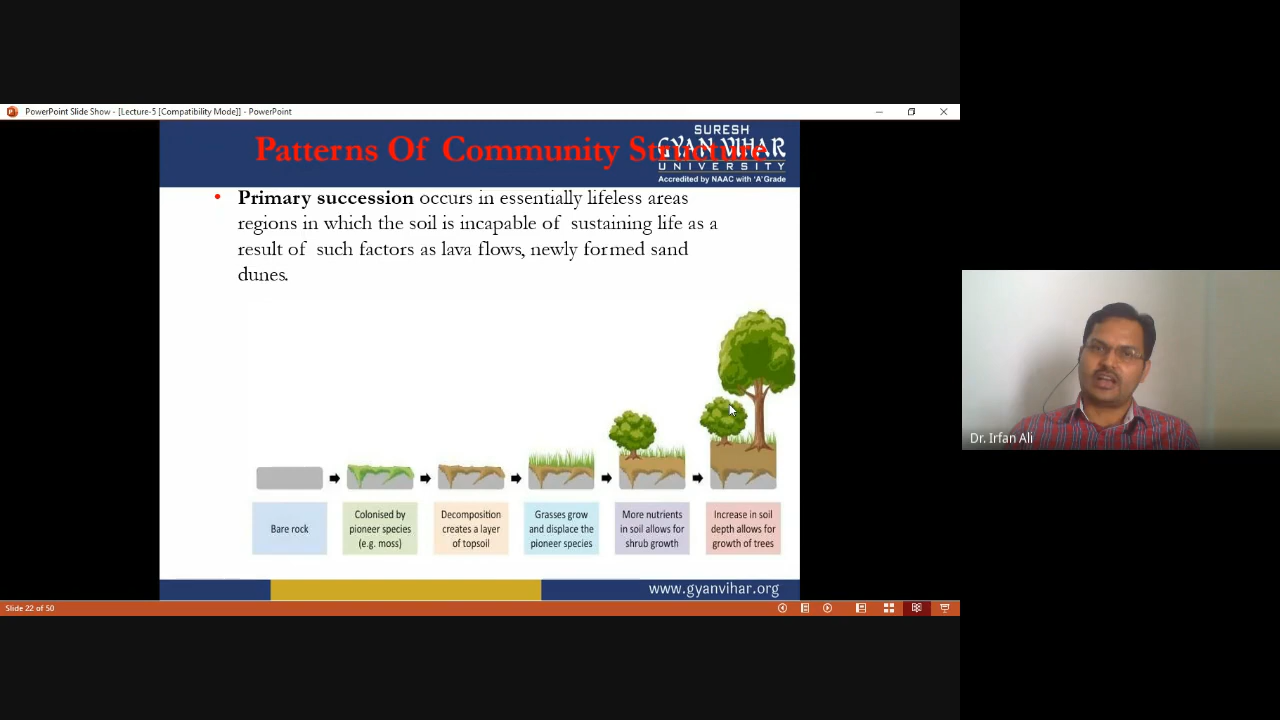 PowerPoint Slide Show - [Lecture-5 [Compatibility Mode]] - PowerPoint
SURESH
GYAN VIHAR
UNIVERSITY
Accredited by NAAC with 'A' Grade
Patterns Of Community Structure
• Primary succession occurs in essentially lifeless areas
regions in which the soil is incapable of sustaining life as a
result of such factors as lava flows, newly formed sand
dunes.
Bare rock
Colonised by
pioneer species
(e.g. moss)
Decomposition
creates a layer
of topsoil
Grasses grow
and displace the
pioneer species
More nutrients
in soil allows for
shrub growth
Increase in soil
depth allows for
growth of trees
www.gyanvihar.org
Slide 22 of 50
Dr. Irfan Ali